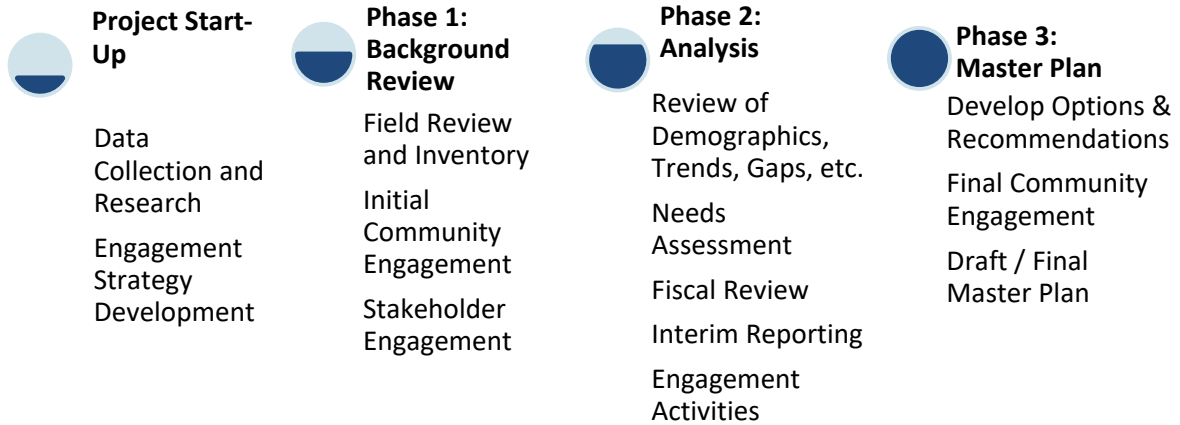 Project Start-
Up
Data
Collection and
Research
Engagement
Strategy
Development
Phase 1:
Background
Review
Field Review
and Inventory
Initial
Community
Engagement
Stakeholder
Engagement
Phase 2:
Analysis
Review of
Demographics,
Trends, Gaps, etc.
Needs
Assessment
Fiscal Review
Interim Reporting
Engagement
Activities
Phase 3:
Master Plan
Develop Options &
Recommendations
Final Community
Engagement
Draft / Final
Master Plan